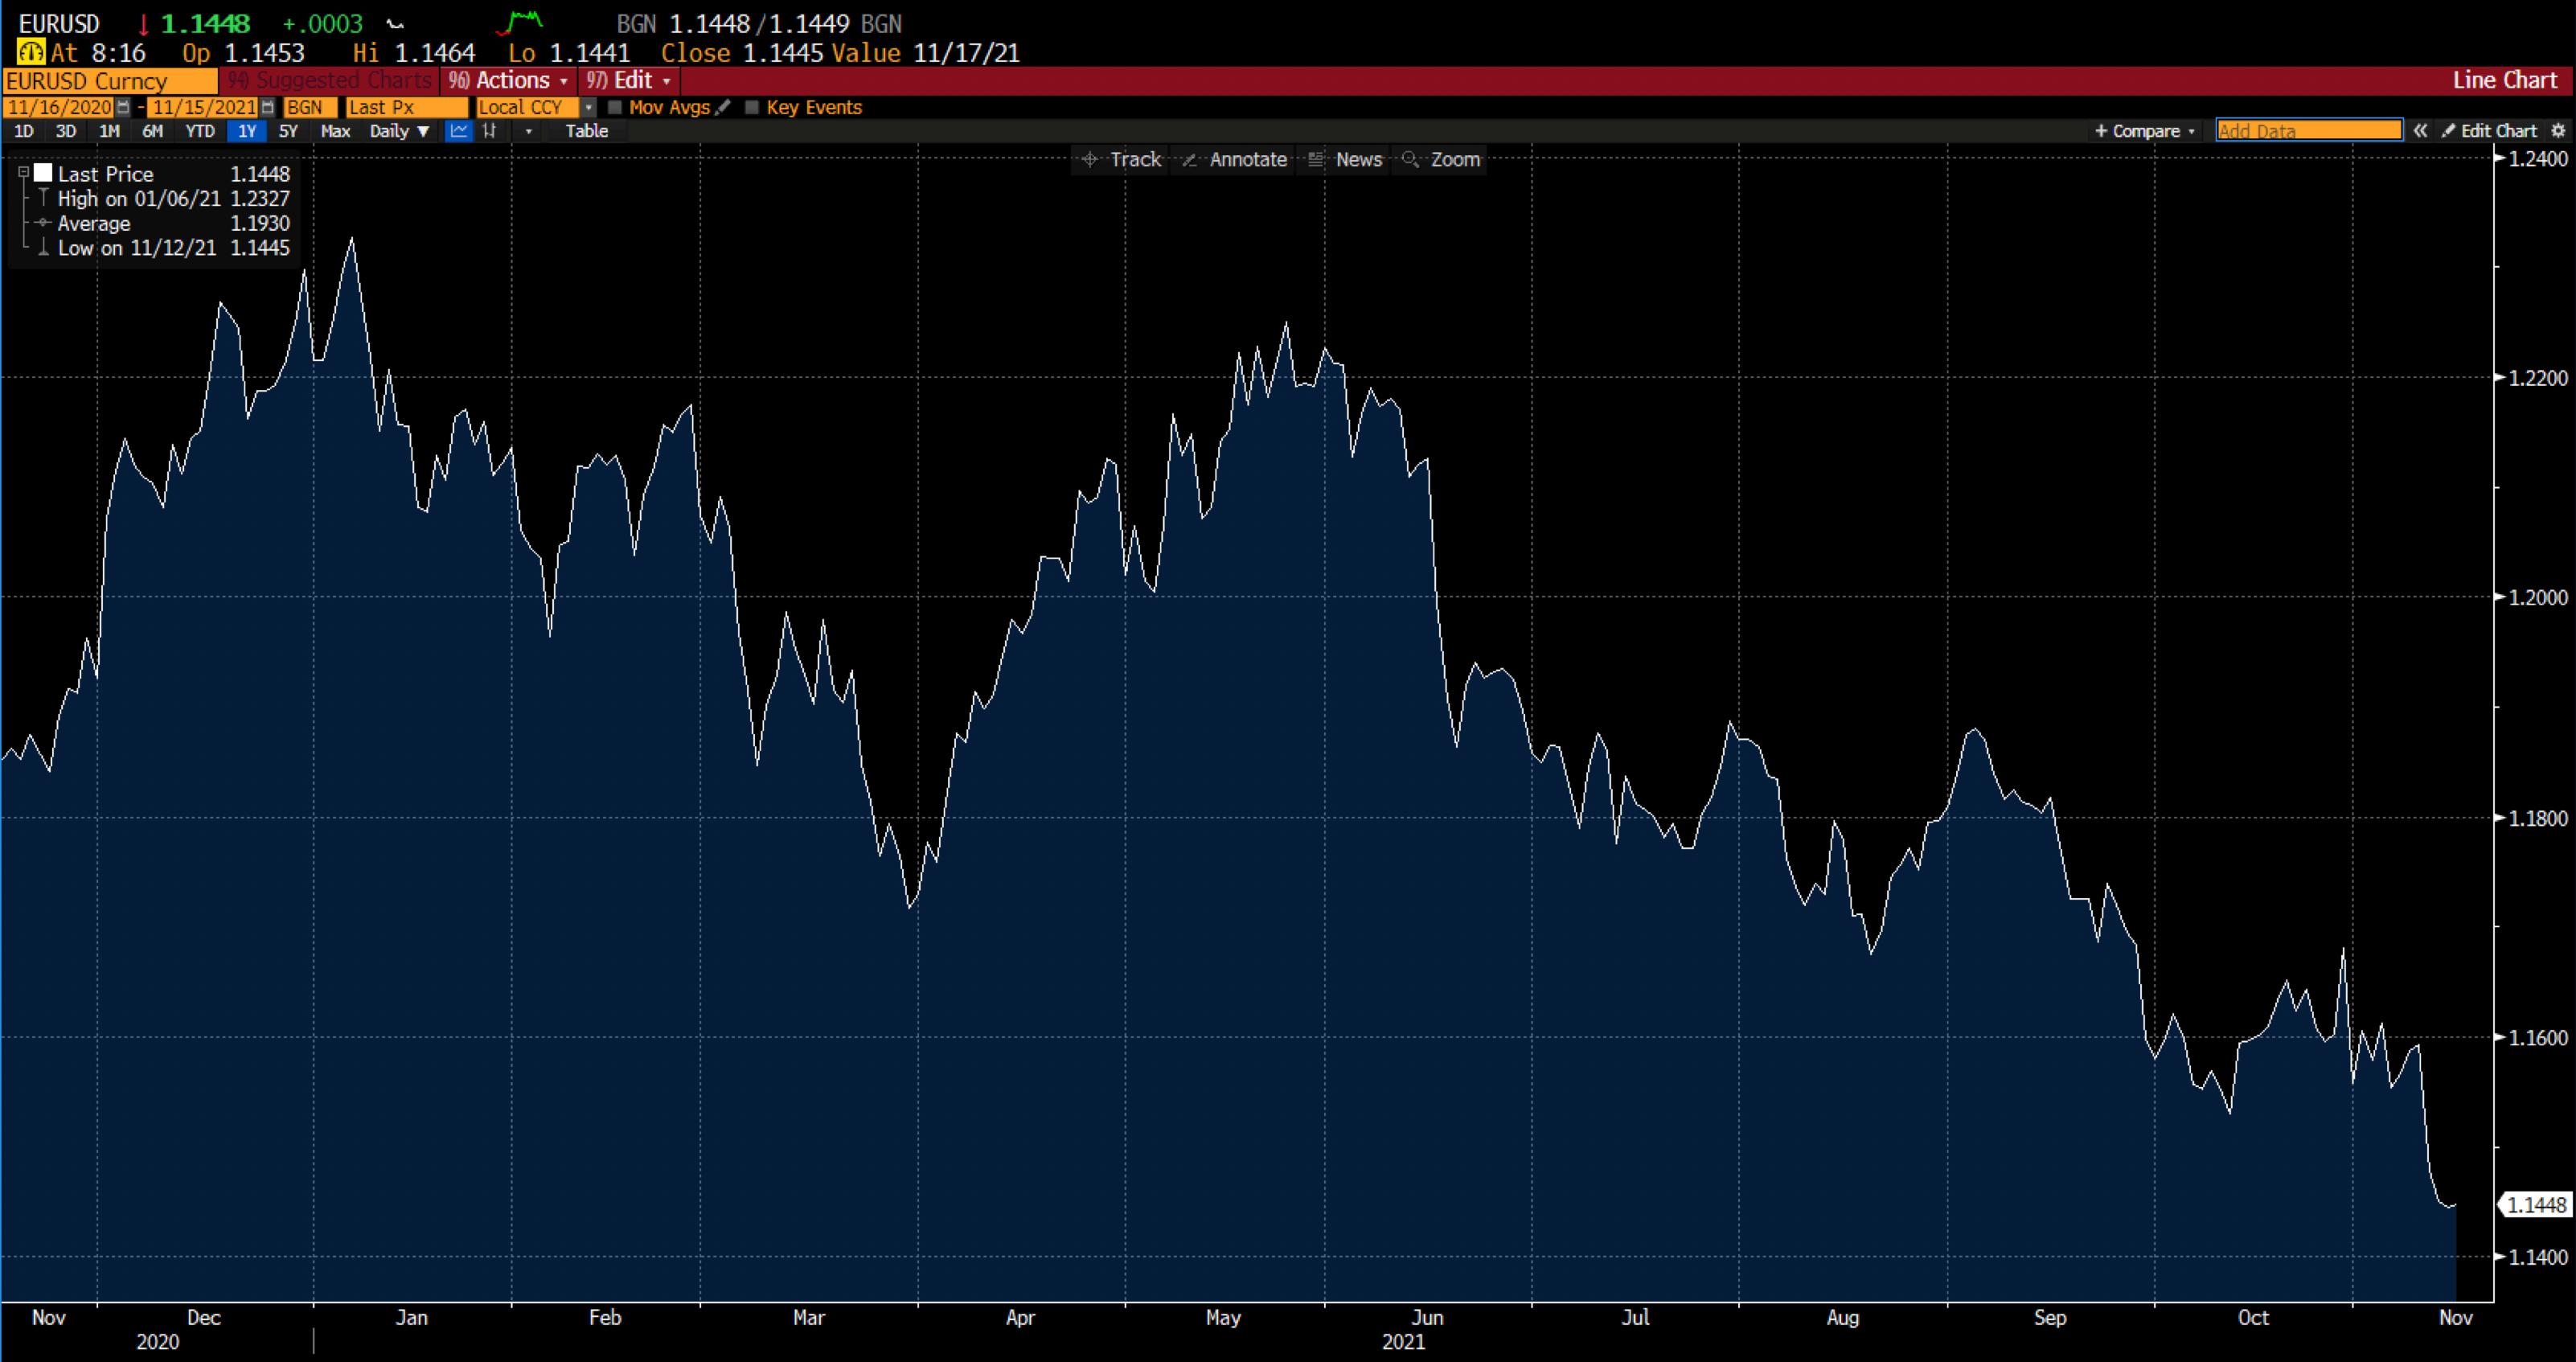 EURUSD ↓ 1.1448 +.0003 BGN 1.1448/1.1449 BGN
At 8:16 Op 1.1453 Hi 1.1464 Lo 1.1441 Close 1.1445 Value 11/17/21
EURUSD Curncy 94) Suggested Charts 96) Actions 97) Edit Line Chart
11/16/2020 - 11/15/2021 BGN Last Px Local CCY Mov Avgs Key Events
1D 3D 1M 6M YTD 1Y 5Y Max Daily ▼ Table + Compare Add Data « Edit Chart
Track Annotate News Zoom
Last Price 1.1448
High on 01/06/21 1.2327
Average 1.1930
Low on 11/12/21 1.1445
1.2400
1.2200
1.2000
1.1800
1.1600
1.1448
1.1400
Nov Dec Jan Feb Mar Apr May Jun Jul Aug Sep Oct Nov
2020 2021